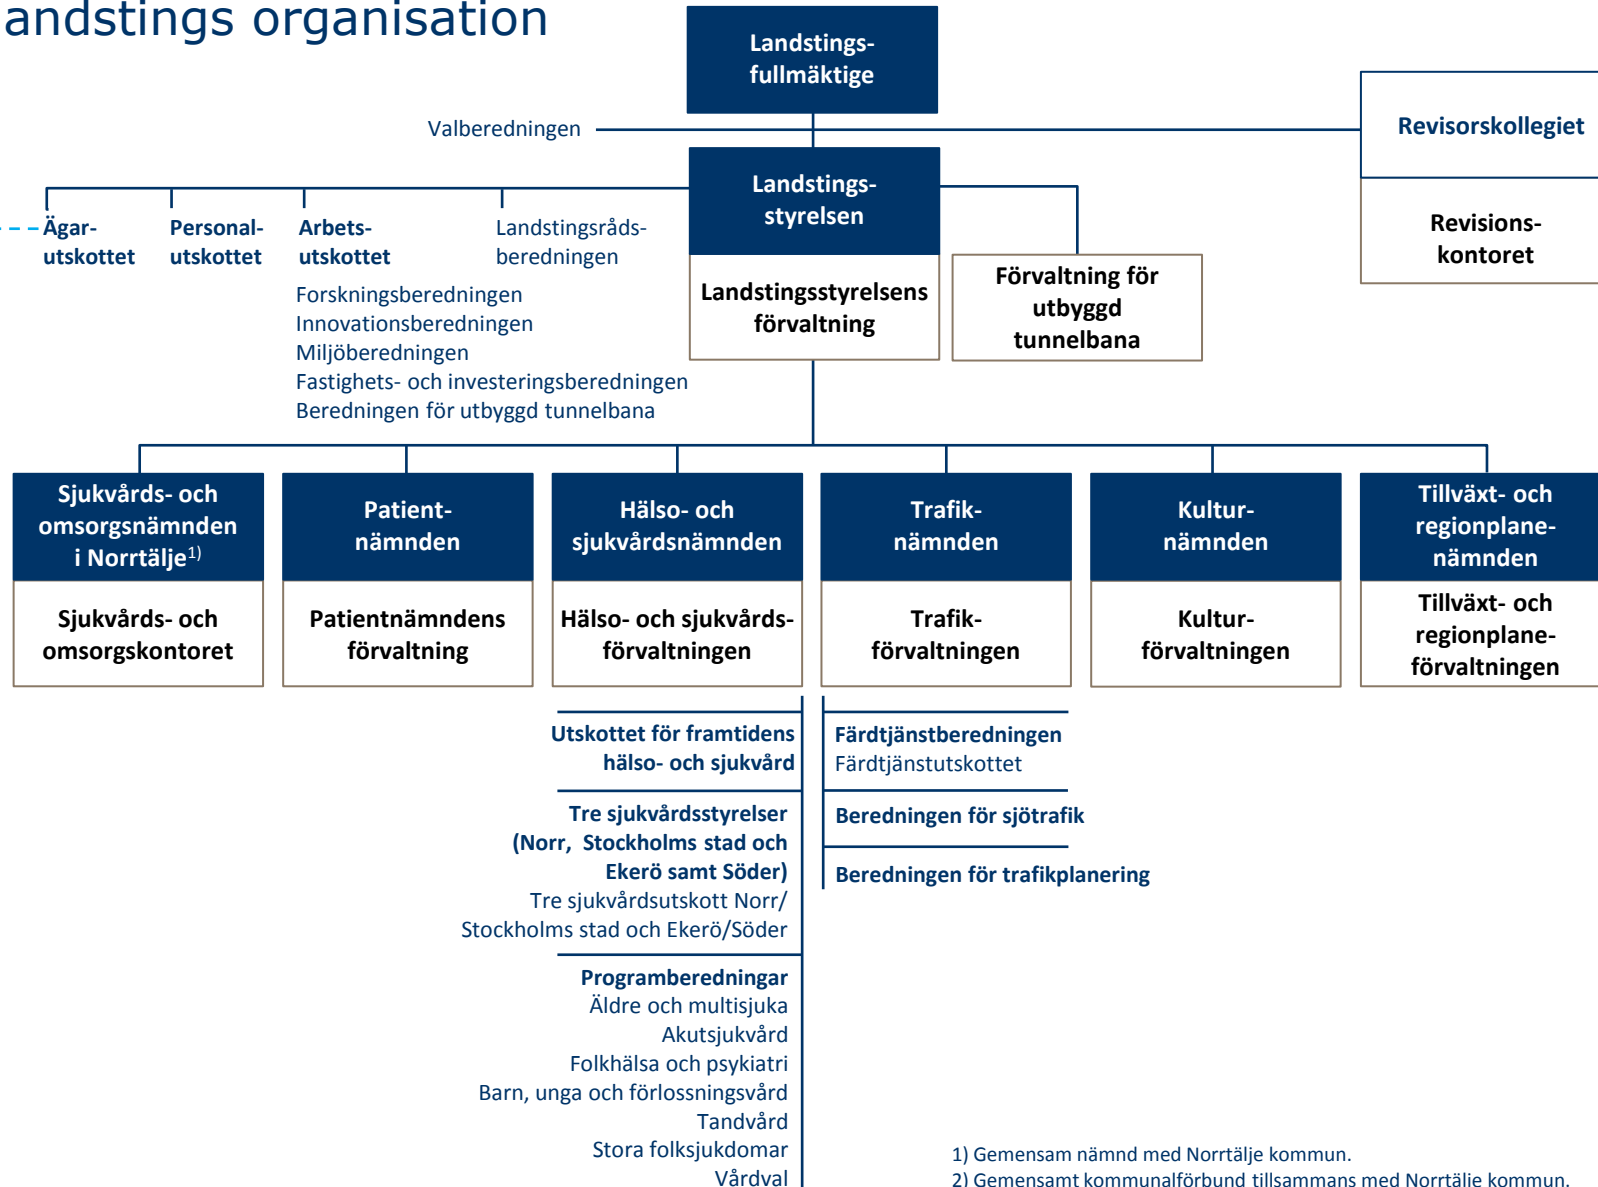 andstings organisation
Landstings-
fullmäktige
Valberedningen
Revisorskollegiet
Revisions-
kontoret
Landstings-
styrelsen
Landstingsstyrelsens
förvaltning
Förvaltning för
utbyggd
tunnelbana
Ägar-
utskottet
Personal-
utskottet
Arbets-
utskottet
Landstingsråds-
beredningen
Forskningsberedningen
Innovationsberedningen
Miljöberedningen
Fastighets- och investeringsberedningen
Beredningen för utbyggd tunnelbana
Sjukvårds- och
omsorgsnämnden
i Norrtälje1)
Sjukvårds- och
omsorgskontoret
Patient-
nämnden
Patientnämndens
förvaltning
Hälso- och
sjukvårdsnämnden
Hälso- och sjukvårds-
förvaltningen
Trafik-
nämnden
Trafik-
förvaltningen
Kultur-
nämnden
Kultur-
förvaltningen
Tillväxt- och
regionplane-
nämnden
Tillväxt- och
regionplane-
förvaltningen
Utskottet för framtidens
hälso- och sjukvård
Tre sjukvårdsstyrelser
(Norr, Stockholms stad och
Ekerö samt Söder)
Tre sjukvårdsutskott Norr/
Stockholms stad och Ekerö/Söder
Programberedningar
Äldre och multisjuka
Akutsjukvård
Folkhälsa och psykiatri
Barn, unga och förlossningsvård
Tandvård
Stora folksjukdomar
Vårdval
Färdtjänstberedningen
Färdtjänstutskottet
Beredningen för sjötrafik
Beredningen för trafikplanering
1) Gemensam nämnd med Norrtälje kommun.
2) Gemensamt kommunalförbund tillsammans med Norrtälje kommun.